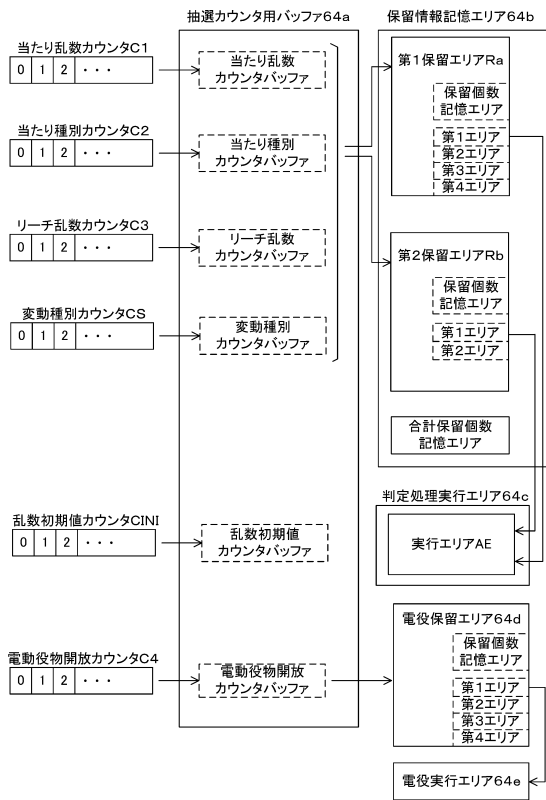 抽選カウンタ用バッファ64a
保留情報記憶エリア64b
当たり乱数カウンタC1
0 1 2 ・・・
当たり乱数
カウンタバッファ
当たり種別カウンタC2
0 1 2 ・・・
当たり種別
カウンタバッファ
リーチ乱数カウンタC3
0 1 2 ・・・
リーチ乱数
カウンタバッファ
変動種別カウンタCS
0 1 2 ・・・
変動種別
カウンタバッファ
第1保留エリアRa
保留個数
記憶エリア
第1エリア
第2エリア
第3エリア
第4エリア
第2保留エリアRb
保留個数
記憶エリア
第1エリア
第2エリア
合計保留個数
記憶エリア
乱数初期値カウンタCINI
0 1 2 ・・・
乱数初期値
カウンタバッファ
判定処理実行エリア64c
実行エリアAE
電動役物開放カウンタC4
0 1 2 ・・・
電動役物開放
カウンタバッファ
電役保留エリア64d
保留個数
記憶エリア
第1エリア
第2エリア
第3エリア
第4エリア
電役実行エリア64e